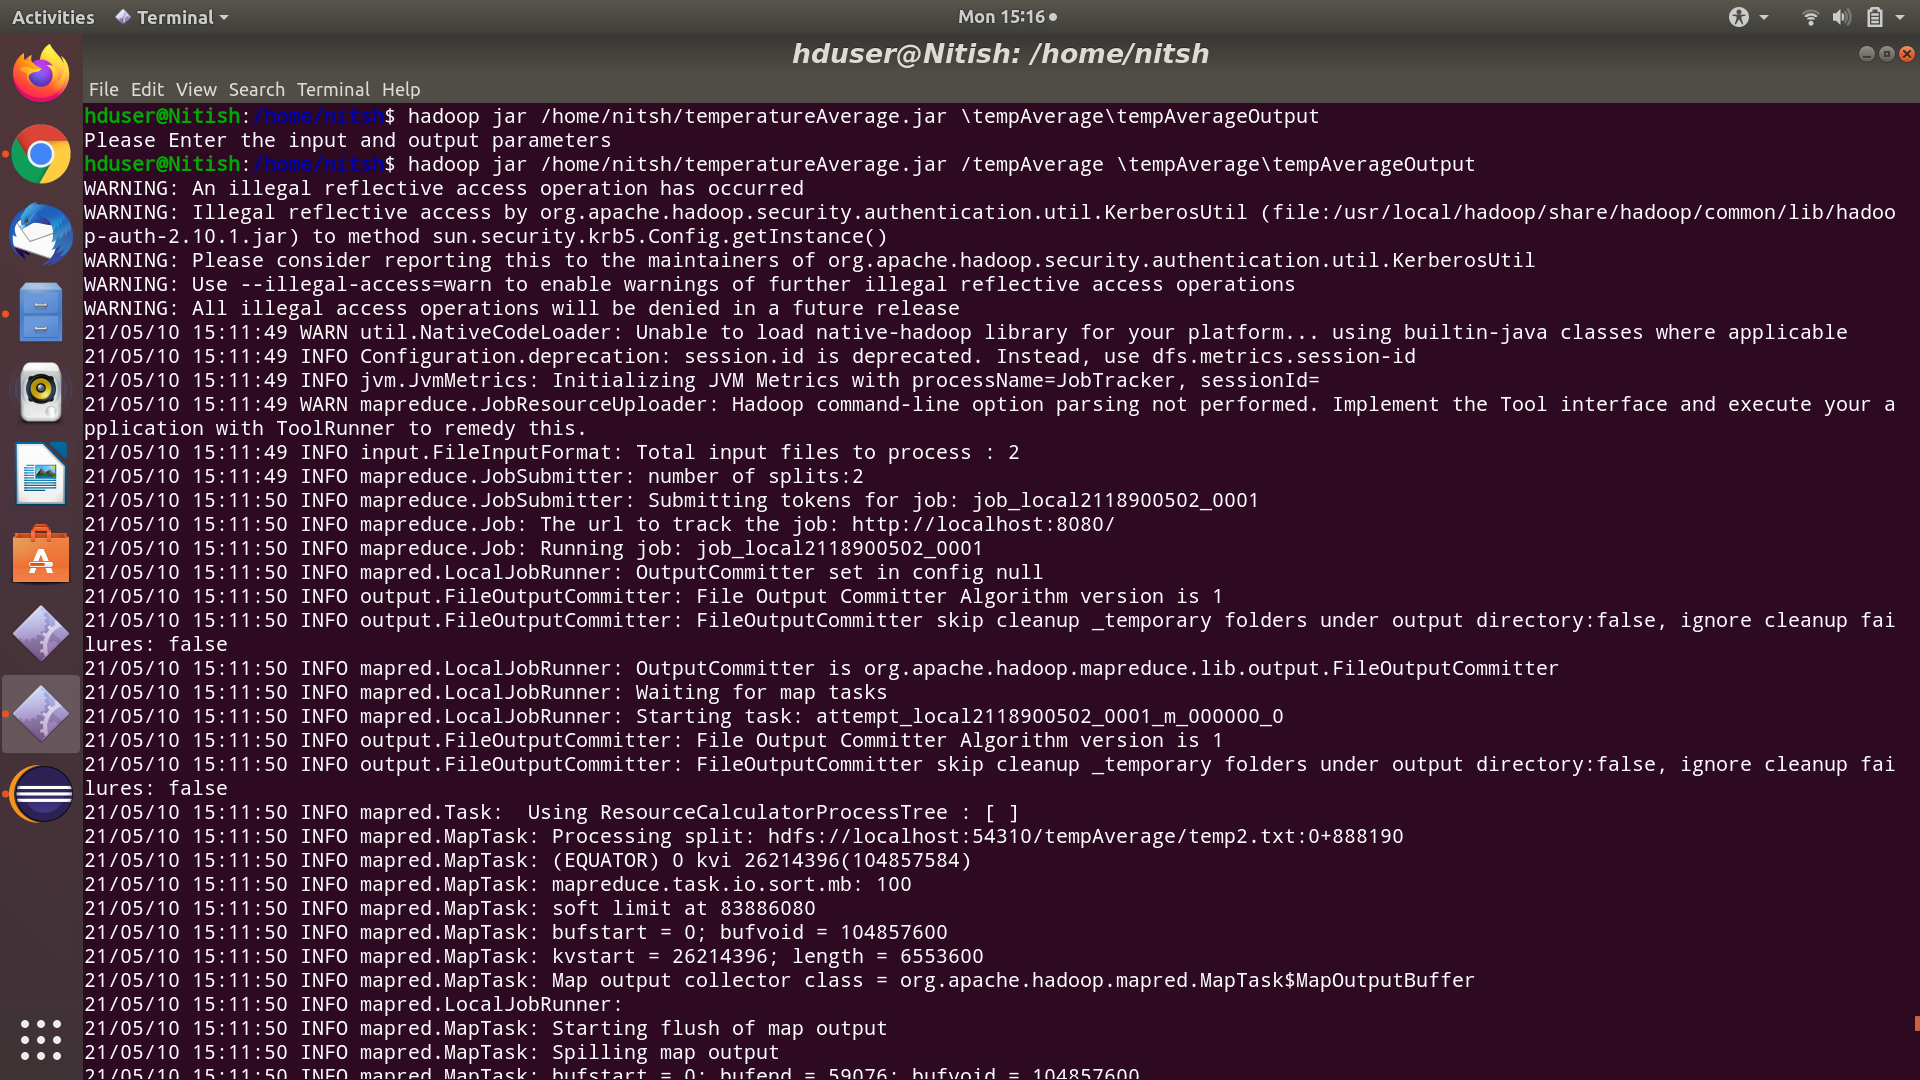 Activities
Terminal
Mon 15:16
hduser@Nitish: /home/nitsh
File Edit View Search Terminal Help
hduser@Nitish:/home/nitsh$ hadoop jar /home/nitsh/temperatureAverage.jar \tempAverage\tempAverageOutput
Please Enter the input and output parameters
hduser@Nitish:/home/nitsh$ hadoop jar /home/nitsh/temperatureAverage.jar /tempAverage \tempAverage\tempAverageOutput
WARNING: An illegal reflective access operation has occurred
WARNING: Illegal reflective access by org.apache.hadoop.security.authentication.util.KerberosUtil (file:/usr/local/hadoop/share/hadoop/common/lib/hadoo
p-auth-2.10.1.jar) to method sun.security.krb5.Config.getInstance()
WARNING: Please consider reporting this to the maintainers of org.apache.hadoop.security.authentication.util.KerberosUtil
WARNING: Use --illegal-access=warn to enable warnings of further illegal reflective access operations
WARNING: All illegal access operations will be denied in a future release
21/05/10 15:11:49 WARN util.NativeCodeLoader: Unable to load native-hadoop library for your platform... using builtin-java classes where applicable
21/05/10 15:11:49 INFO Configuration.deprecation: session.id is deprecated. Instead, use dfs.metrics.session-id
21/05/10 15:11:49 INFO jvm.JvmMetrics: Initializing JVM Metrics with processName=JobTracker, sessionId=
21/05/10 15:11:49 WARN mapreduce.JobResourceUploader: Hadoop command-line option parsing not performed. Implement the Tool interface and execute your a
pplication with ToolRunner to remedy this.
21/05/10 15:11:49 INFO input.FileInputFormat: Total input files to process : 2
21/05/10 15:11:49 INFO mapreduce.JobSubmitter: number of splits:2
21/05/10 15:11:50 INFO mapreduce.JobSubmitter: Submitting tokens for job: job_local2118900502_0001
21/05/10 15:11:50 INFO mapreduce.Job: The url to track the job: http://localhost:8080/
21/05/10 15:11:50 INFO mapreduce.Job: Running job: job_local2118900502_0001
21/05/10 15:11:50 INFO mapred.LocalJobRunner: OutputCommitter set in config null
21/05/10 15:11:50 INFO output.FileOutputCommitter: File Output Committer Algorithm version is 1
21/05/10 15:11:50 INFO output.FileOutputCommitter: FileOutputCommitter skip cleanup _temporary folders under output directory:false, ignore cleanup fai
lures: false
21/05/10 15:11:50 INFO mapred.LocalJobRunner: OutputCommitter is org.apache.hadoop.mapreduce.lib.output.FileOutputCommitter
21/05/10 15:11:50 INFO mapred.LocalJobRunner: Waiting for map tasks
21/05/10 15:11:50 INFO mapred.LocalJobRunner: Starting task: attempt_local2118900502_0001_m_000000_0
21/05/10 15:11:50 INFO output.FileOutputCommitter: File Output Committer Algorithm version is 1
21/05/10 15:11:50 INFO output.FileOutputCommitter: FileOutputCommitter skip cleanup _temporary folders under output directory:false, ignore cleanup fai
lures: false
21/05/10 15:11:50 INFO mapred.Task:  Using ResourceCalculatorProcessTree : [ ]
21/05/10 15:11:50 INFO mapred.MapTask: Processing split: hdfs://localhost:54310/tempAverage/temp2.txt:0+888190
21/05/10 15:11:50 INFO mapred.MapTask: (EQUATOR) 0 kvi 26214396(104857584)
21/05/10 15:11:50 INFO mapred.MapTask: mapreduce.task.io.sort.mb: 100
21/05/10 15:11:50 INFO mapred.MapTask: soft limit at 83886080
21/05/10 15:11:50 INFO mapred.MapTask: bufstart = 0; bufvoid = 104857600
21/05/10 15:11:50 INFO mapred.MapTask: kvstart = 26214396; length = 6553600
21/05/10 15:11:50 INFO mapred.MapTask: Map output collector class = org.apache.hadoop.mapred.MapTask$MapOutputBuffer
21/05/10 15:11:50 INFO mapred.LocalJobRunner:
21/05/10 15:11:50 INFO mapred.MapTask: Starting flush of map output
21/05/10 15:11:50 INFO mapred.MapTask: Spilling map output
21/05/10 15:11:50 INFO mapred.MapTask: bufstart = 0; bufend = 59076; bufvoid = 104857600